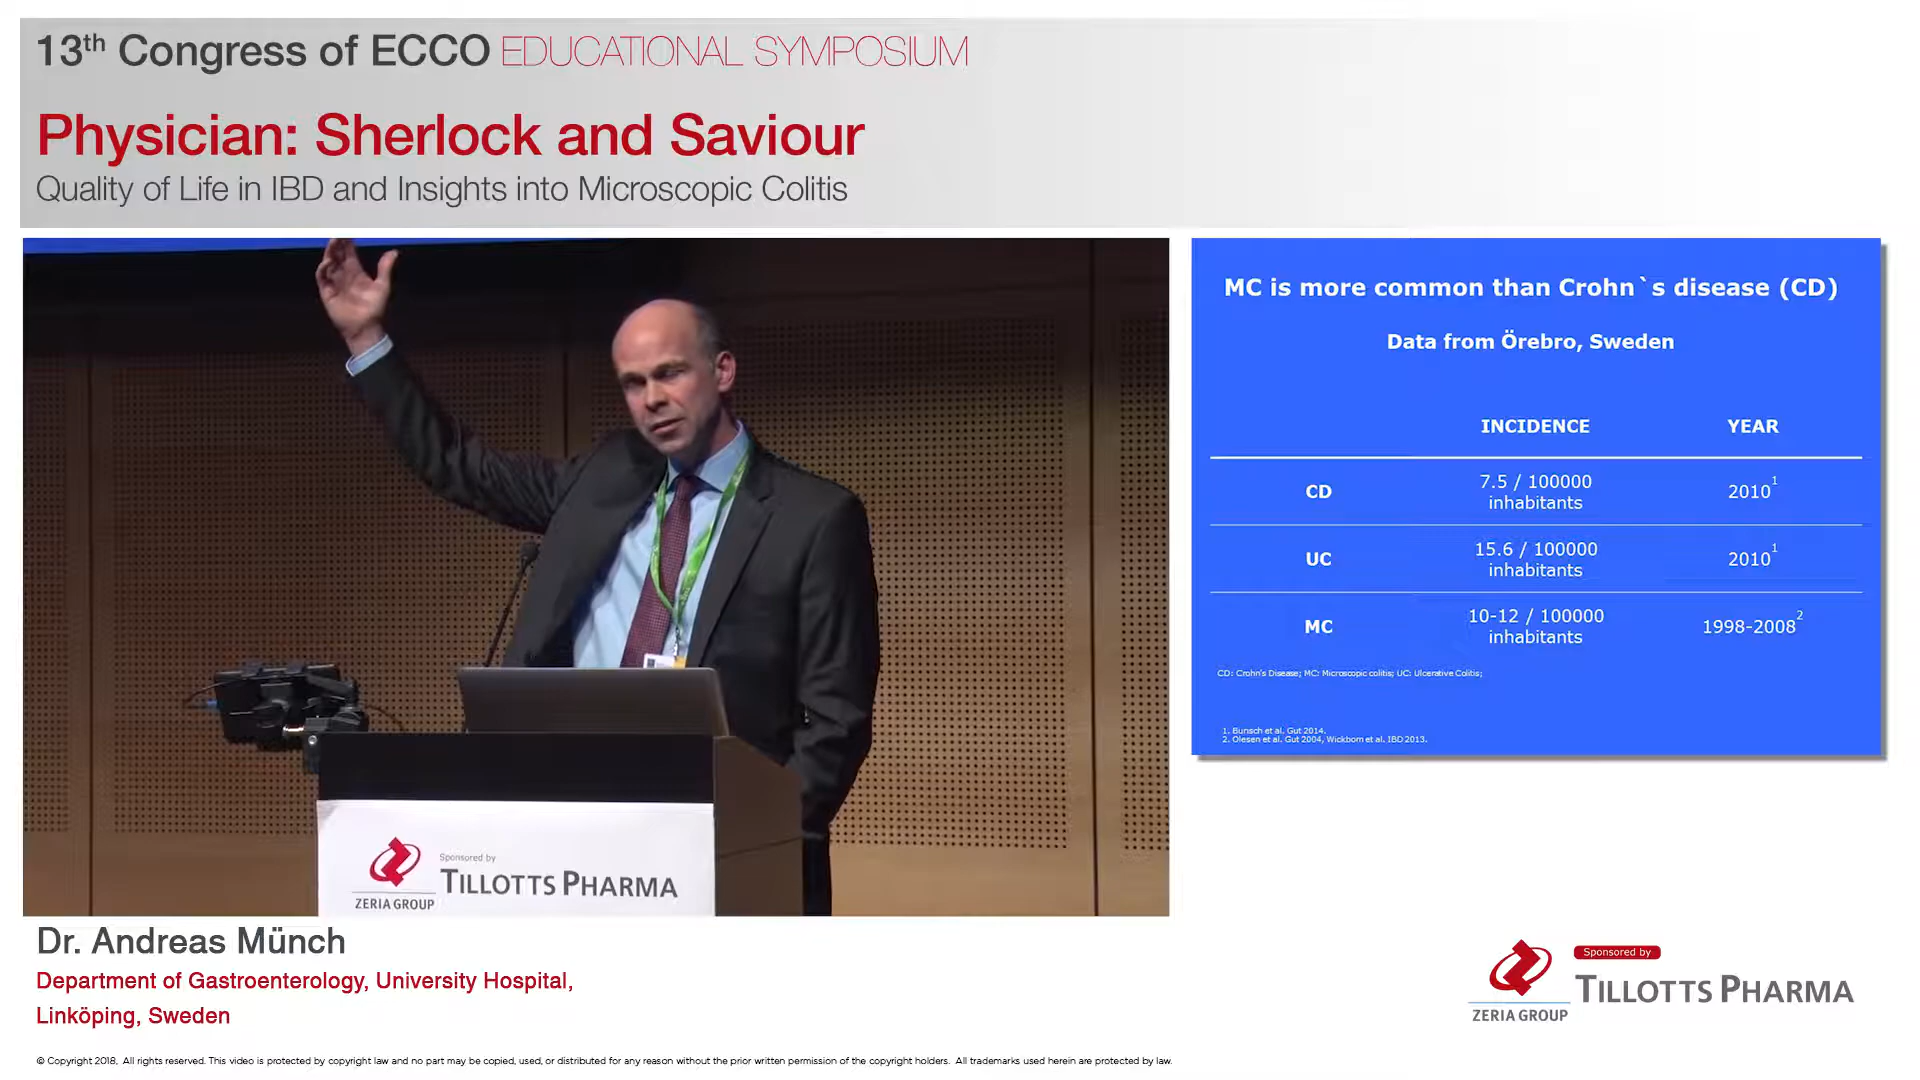 13th Congress of ECCO EDUCATIONAL SYMPOSIUM
Physician: Sherlock and Saviour
Quality of Life in IBD and Insights into Microscopic Colitis
MC is more common than Crohn`s disease (CD)
Data from Örebro, Sweden
INCIDENCE YEAR
CD 7.5 / 100000 inhabitants 2010¹
UC 15.6 / 100000 inhabitants 2010¹
MC 10-12 / 100000 inhabitants 1998-2008²
CD: Crohn's Disease; MC: Microscopic colitis; UC: Ulcerative Colitis;
1. Bunsch et al. Gut 2014.
2. Olesen et al. Gut 2004, Wickbom et al. IBD 2013.
Sponsored by
TILLOTTS PHARMA
ZERIA GROUP
Dr. Andreas Münch
Department of Gastroenterology, University Hospital,
Linköping, Sweden
Sponsored by
TILLOTTS PHARMA
ZERIA GROUP
© Copyright 2018, All rights reserved. This video is protected by copyright law and no part may be copied, used, or distributed for any reason without the prior written permission of the copyright holders. All trademarks used herein are protected by law.